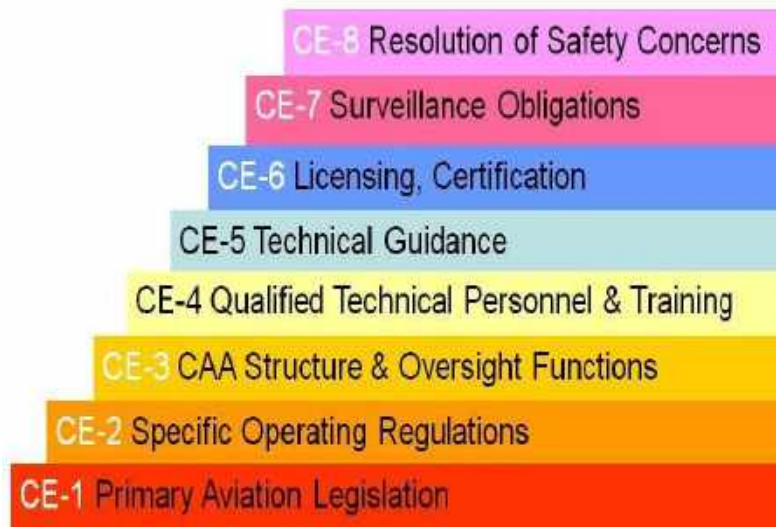 CE-8 Resolution of Safety Concerns
CE-7 Surveillance Obligations
CE-6 Licensing, Certification
CE-5 Technical Guidance
CE-4 Qualified Technical Personnel & Training
CE-3 CAA Structure & Oversight Functions
CE-2 Specific Operating Regulations
CE-1 Primary Aviation Legislation